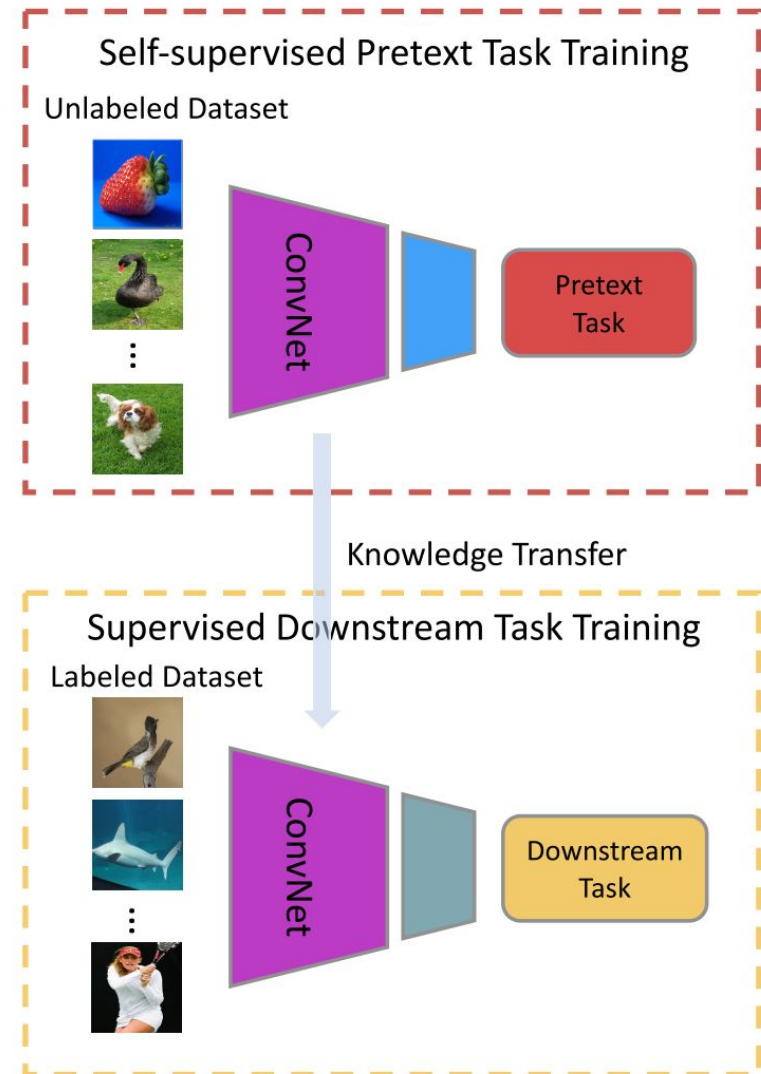 Self-supervised Pretext Task Training
Unlabeled Dataset
ConvNet
Pretext
Task
Knowledge Transfer
Supervised Downstream Task Training
Labeled Dataset
ConvNet
Downstream
Task